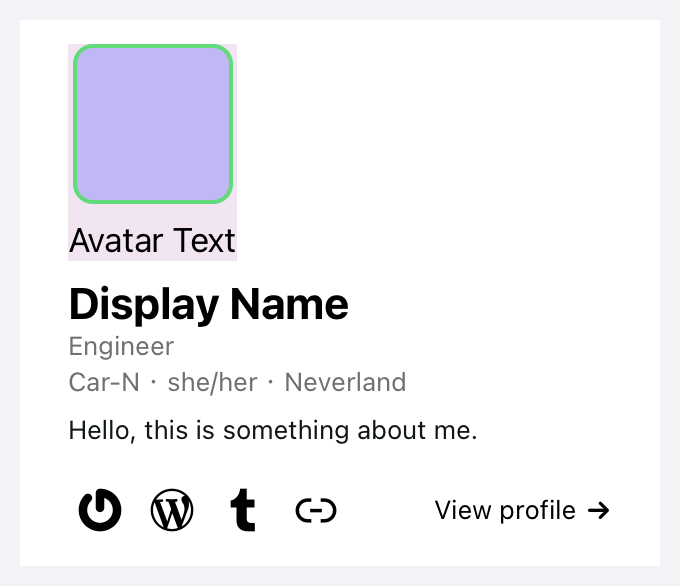 Avatar Text
Display Name
Engineer
Car-N · she/her · Neverland
Hello, this is something about me.
View profile →